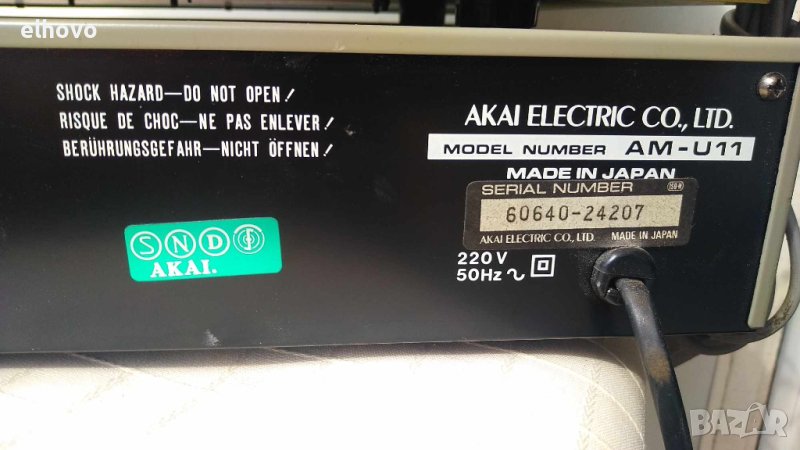 elhovo
SHOCK HAZARD—DO NOT OPEN!
RISQUE DE CHOC—NE PAS ENLEVER!
BERÜHRUNGSGEFAHR—NICHT ÖFFNEN!
AKAI ELECTRIC CO., LTD.
MODEL NUMBER AM-U11
MADE IN JAPAN
SERIAL NUMBER
60640-24207
AKAI ELECTRIC CO., LTD. MADE IN JAPAN
220V
50Hz
SND
AKAI.
BAZAR